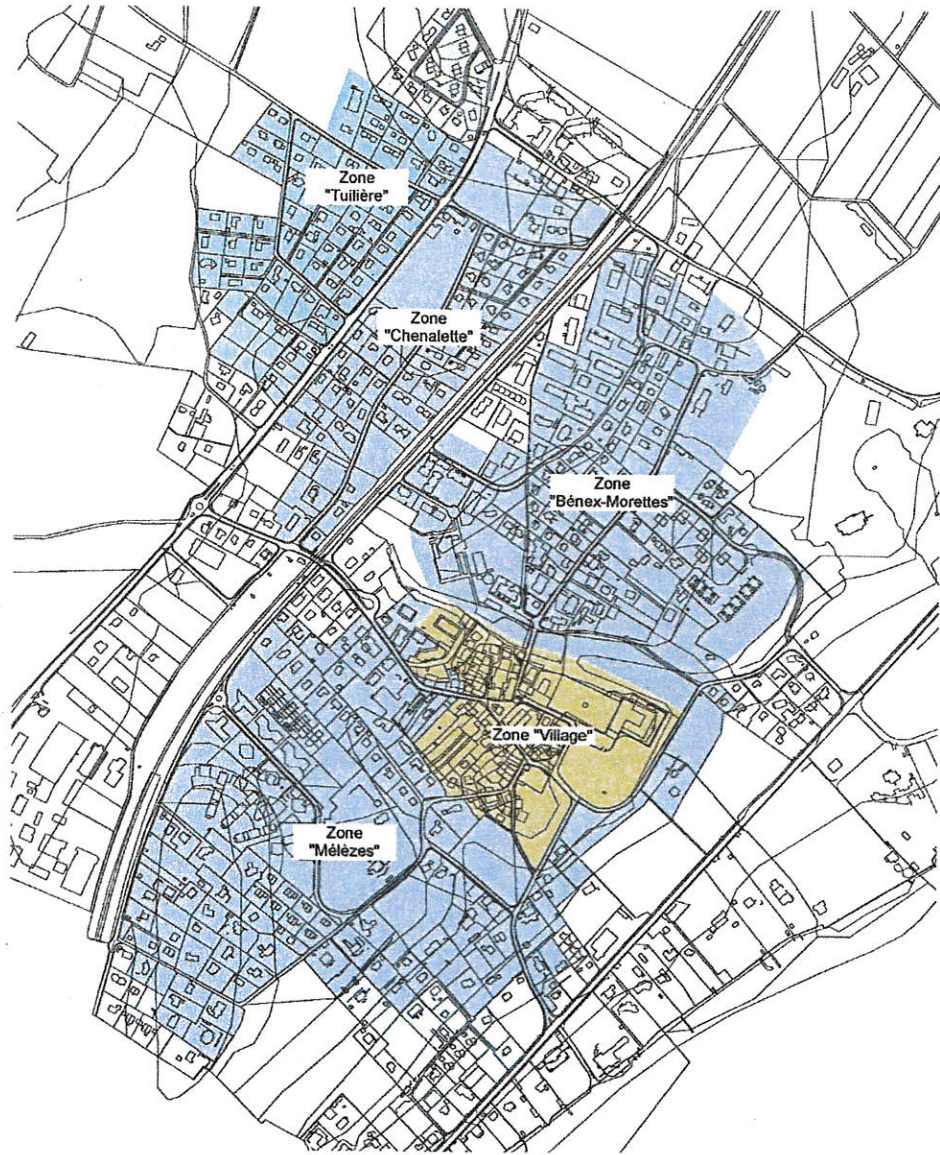 Zone
"Tuilière"
Zone
"Chenalette"
Zone
"Bénex-Morettes"
Zone "Village"
Zone
"Mélèzes"